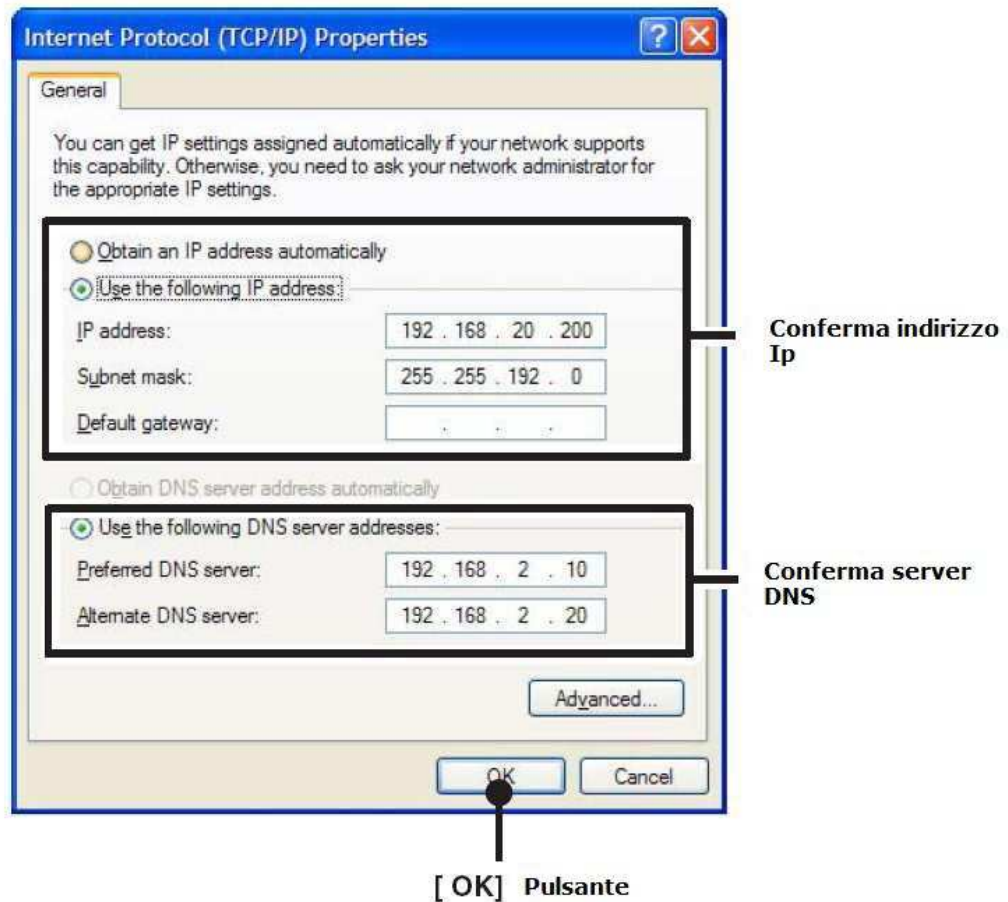 Internet Protocol (TCP/IP) Properties
General
You can get IP settings assigned automatically if your network supports
this capability. Otherwise, you need to ask your network administrator for
the appropriate IP settings.
Obtain an IP address automatically
Use the following IP address:
IP address: 192 . 168 . 20 . 200
Subnet mask: 255 . 255 . 192 . 0
Default gateway: . . .
Conferma indirizzo
Ip
Obtain DNS server address automatically
Use the following DNS server addresses:
Preferred DNS server: 192 . 168 . 2 . 10
Alternate DNS server: 192 . 168 . 2 . 20
Conferma server
DNS
Advanced...
OK Cancel
[ OK] Pulsante